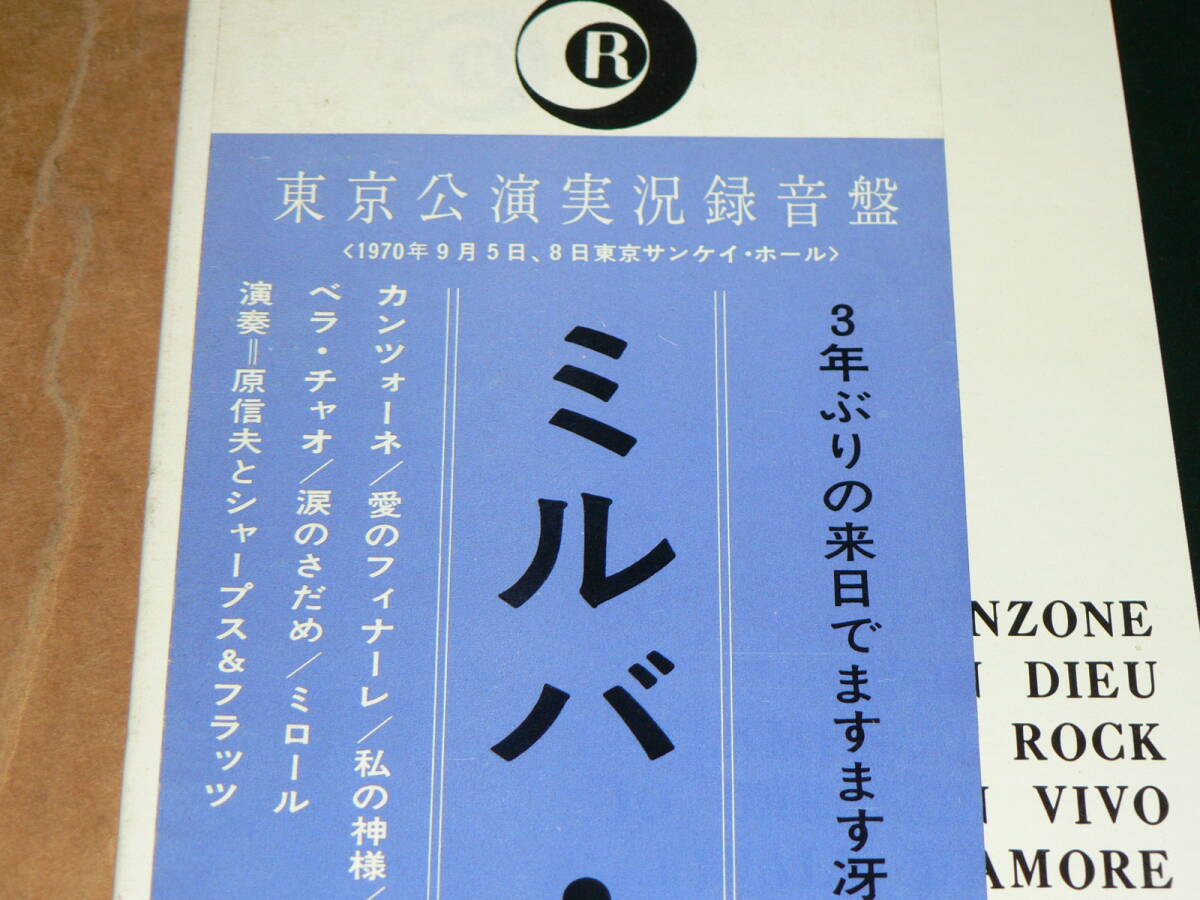 R
東京公演実況録音盤
〈1970年9月5日、8日東京サンケイ・ホール〉
3年ぶりの来日でますます冴
ミルバ・
カンツォーネ/愛のフィナーレ/私の神様/
ベラ・チャオ/涙のさだめ/ミロール
演奏=原信夫とシャープス&フラッツ
NZONE
DIEU
ROCK
VIVO
AMORE